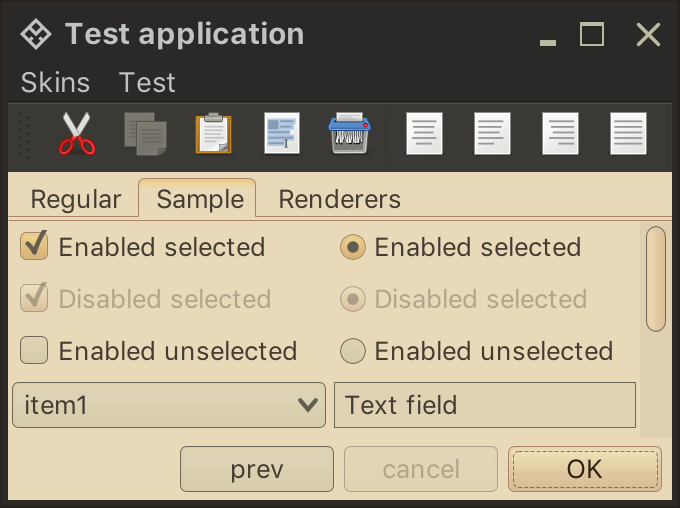 Test application
Skins Test
Regular Sample Renderers
Enabled selected Enabled selected
Disabled selected Disabled selected
Enabled unselected Enabled unselected
item1 Text field
prev cancel OK